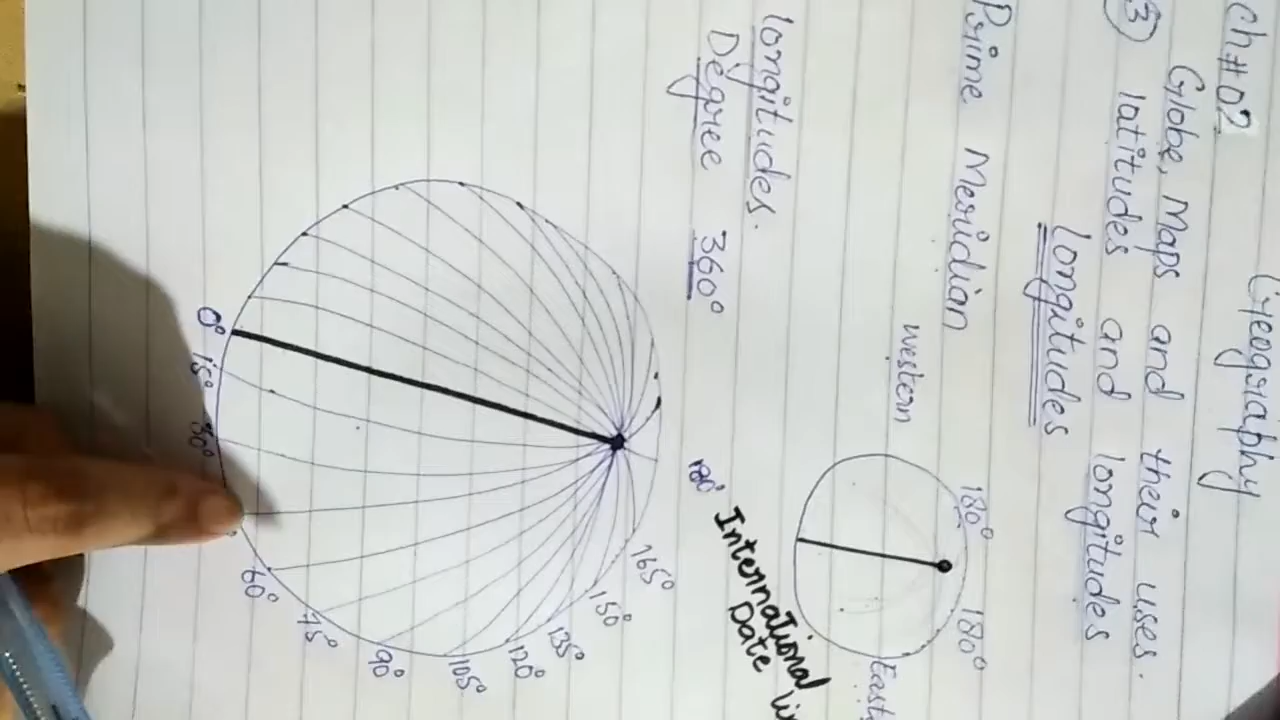 Geography
Ch# 02
Globe, Maps and their uses.
③ latitudes and longitudes
longitudes
Prime Meridian
Western
180°
180°
longitudes.
Degree 360°
180°
International
Date
0°
15°
30°
60°
75°
90°
105°
120°
135°
150°
165°